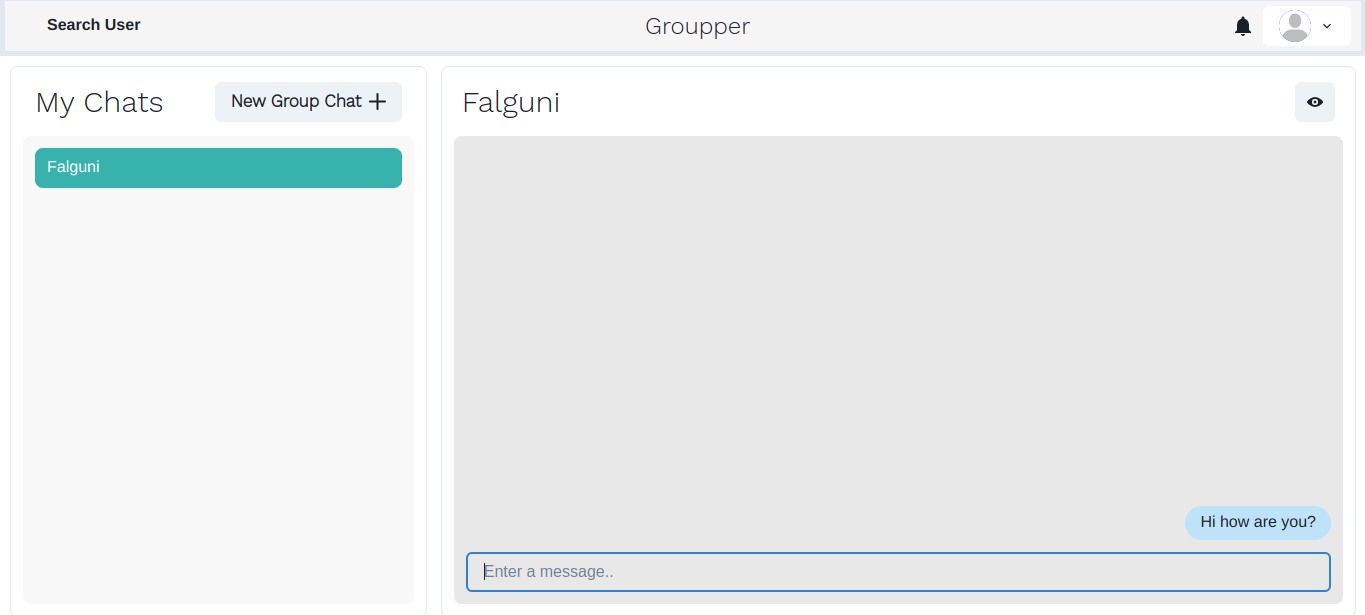 Search User
Groupper
My Chats
New Group Chat +
Falguni
Falguni
Hi how are you?
Enter a message..